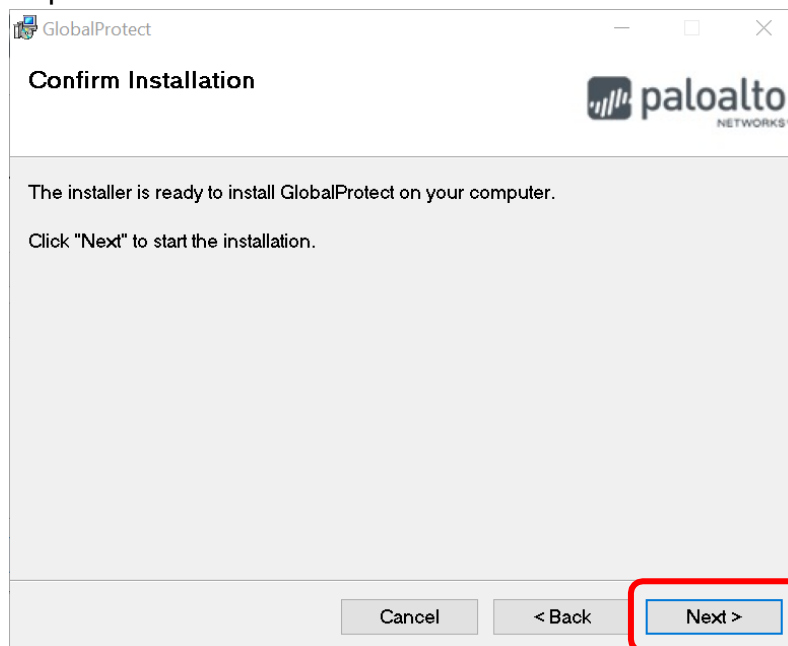 GlobalProtect
Confirm Installation
paloalto
NETWORKS
The installer is ready to install GlobalProtect on your computer.
Click "Next" to start the installation.
Cancel
< Back
Next >